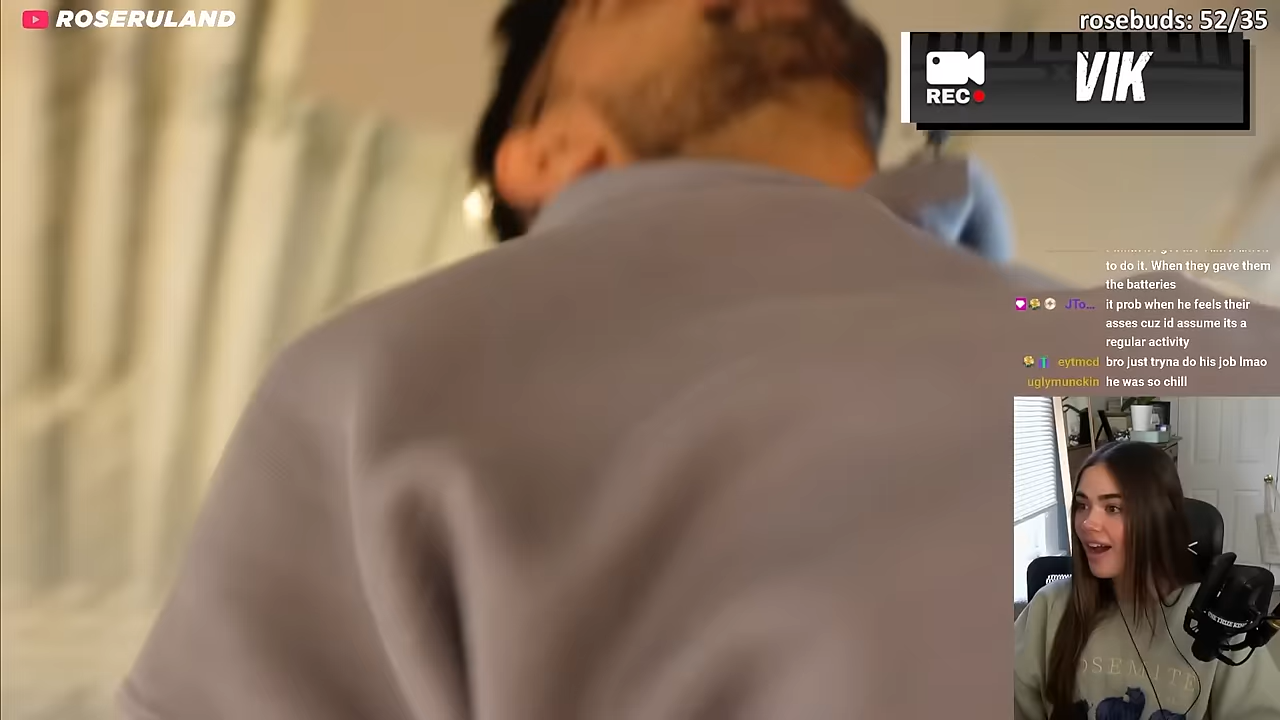 ROSERULAND
rosebuds: 52/35
REC
VIK
to do it. When they gave them
the batteries
JTo... it prob when he feels their
asses cuz id assume its a
regular activity
eytmcd bro just tryna do his job lmao
uglymunckin he was so chill
OSEMITE